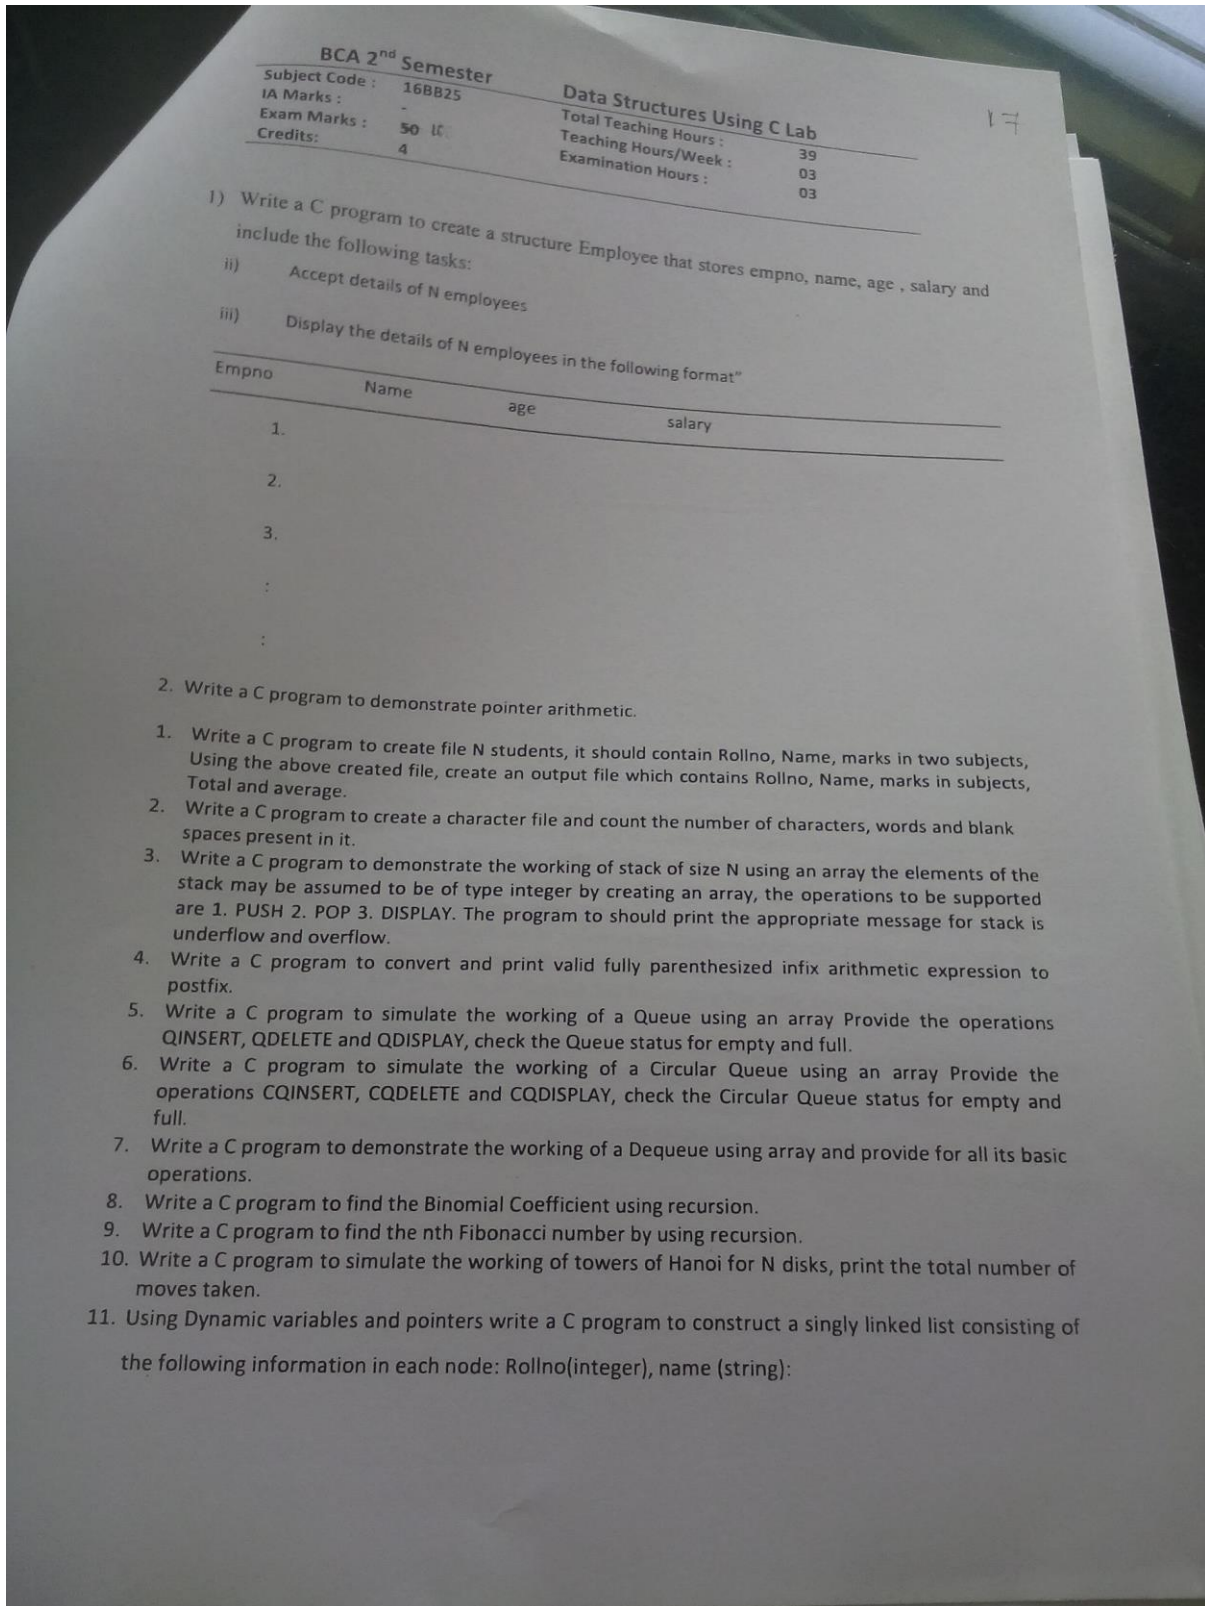 17
BCA 2nd Semester
Data Structures Using C Lab
Subject Code : 16BB25
Total Teaching Hours : 39
IA Marks : -
Teaching Hours/Week : 03
Exam Marks : 50
Examination Hours : 03
Credits: 4
1) Write a C program to create a structure Employee that stores empno, name, age , salary and
include the following tasks:
ii) Accept details of N employees
iii) Display the details of N employees in the following format"
Empno Name age salary
1.
2.
3.
:
:
2. Write a C program to demonstrate pointer arithmetic.
1. Write a C program to create file N students, it should contain Rollno, Name, marks in two subjects,
Using the above created file, create an output file which contains Rollno, Name, marks in subjects,
Total and average.
2. Write a C program to create a character file and count the number of characters, words and blank
spaces present in it.
3. Write a C program to demonstrate the working of stack of size N using an array the elements of the
stack may be assumed to be of type integer by creating an array, the operations to be supported
are 1. PUSH 2. POP 3. DISPLAY. The program to should print the appropriate message for stack is
underflow and overflow.
4. Write a C program to convert and print valid fully parenthesized infix arithmetic expression to
postfix.
5. Write a C program to simulate the working of a Queue using an array Provide the operations
QINSERT, QDELETE and QDISPLAY, check the Queue status for empty and full.
6. Write a C program to simulate the working of a Circular Queue using an array Provide the
operations CQINSERT, CQDELETE and CQDISPLAY, check the Circular Queue status for empty and
full.
7. Write a C program to demonstrate the working of a Dequeue using array and provide for all its basic
operations.
8. Write a C program to find the Binomial Coefficient using recursion.
9. Write a C program to find the nth Fibonacci number by using recursion.
10. Write a C program to simulate the working of towers of Hanoi for N disks, print the total number of
moves taken.
11. Using Dynamic variables and pointers write a C program to construct a singly linked list consisting of
the following information in each node: Rollno(integer), name (string):